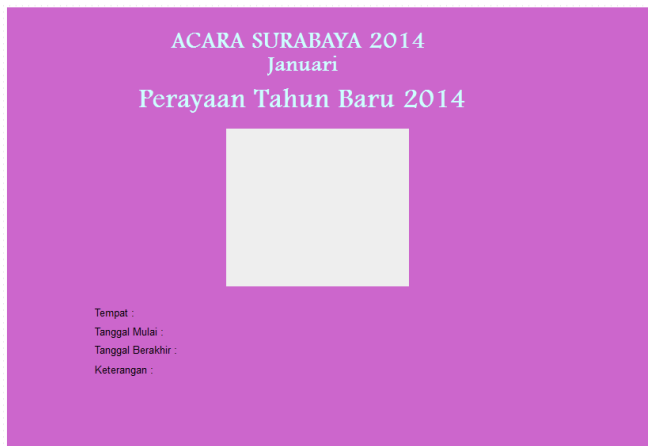 ACARA SURABAYA 2014
Januari
Perayaan Tahun Baru 2014
Tempat :
Tanggal Mulai :
Tanggal Berakhir :
Keterangan :